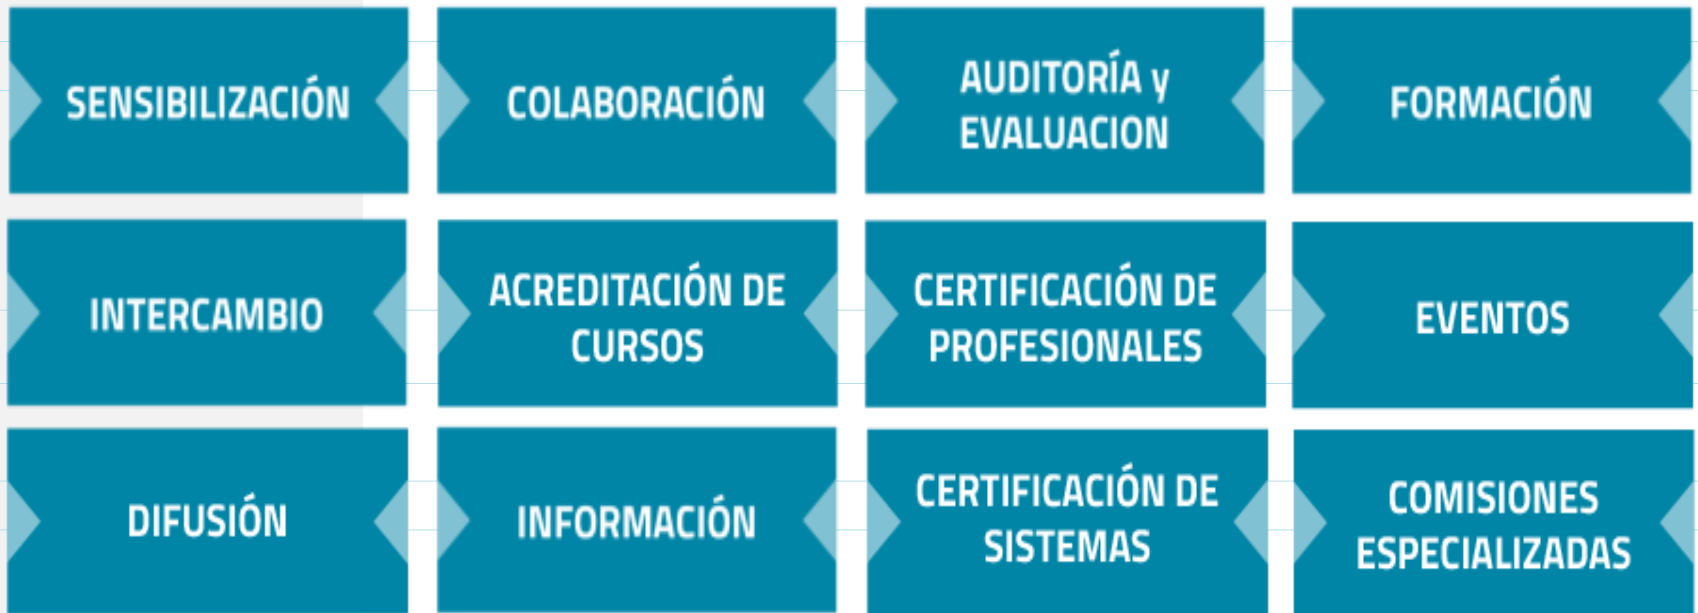 SENSIBILIZACIÓN
COLABORACIÓN
AUDITORÍA y
EVALUACION
FORMACIÓN
INTERCAMBIO
ACREDITACIÓN DE
CURSOS
CERTIFICACIÓN DE
PROFESIONALES
EVENTOS
DIFUSIÓN
INFORMACIÓN
CERTIFICACIÓN DE
SISTEMAS
COMISIONES
ESPECIALIZADAS